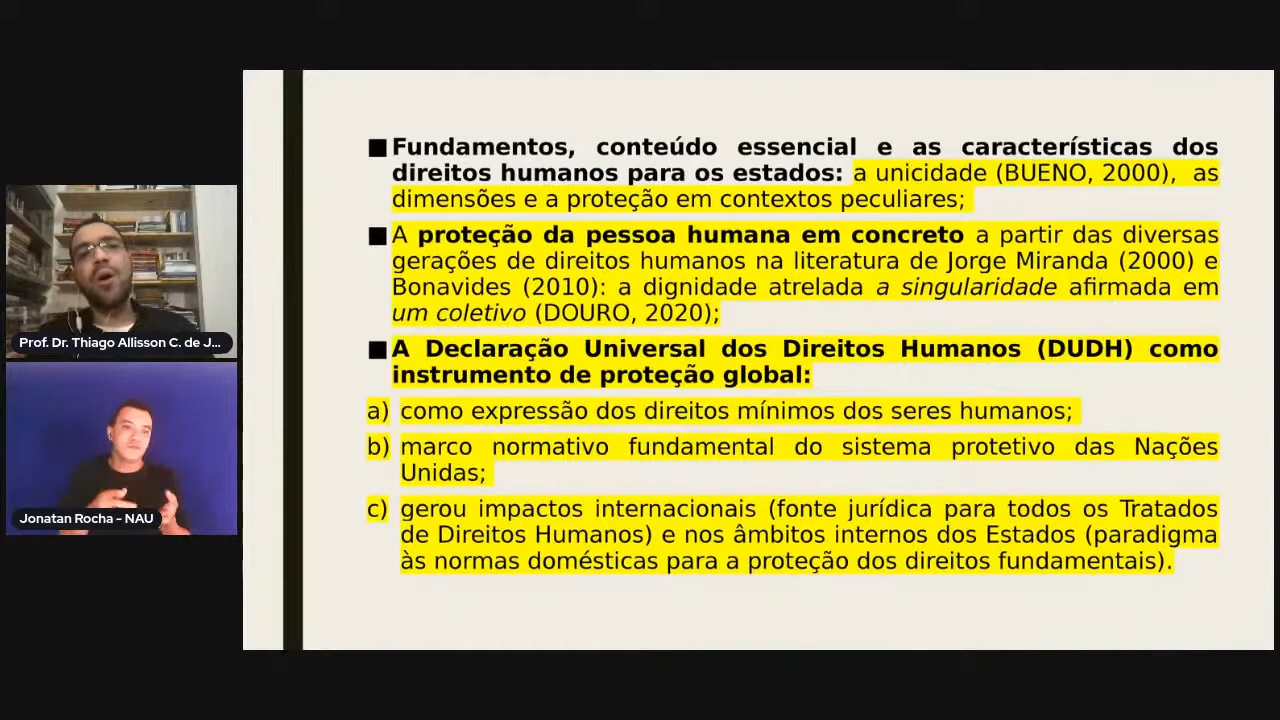 ■Fundamentos, conteúdo essencial e as características dos
direitos humanos para os estados: a unicidade (BUENO, 2000), as
dimensões e a proteção em contextos peculiares;
■A proteção da pessoa humana em concreto a partir das diversas
gerações de direitos humanos na literatura de Jorge Miranda (2000) e
Bonavides (2010): a dignidade atrelada a singularidade afirmada em
um coletivo (DOURO, 2020);
■A Declaração Universal dos Direitos Humanos (DUDH) como
instrumento de proteção global:
a) como expressão dos direitos mínimos dos seres humanos;
b) marco normativo fundamental do sistema protetivo das Nações
Unidas;
c) gerou impactos internacionais (fonte jurídica para todos os Tratados
de Direitos Humanos) e nos âmbitos internos dos Estados (paradigma
às normas domésticas para a proteção dos direitos fundamentais).
Prof. Dr. Thiago Allisson C. de J...
Jonatan Rocha - NAU